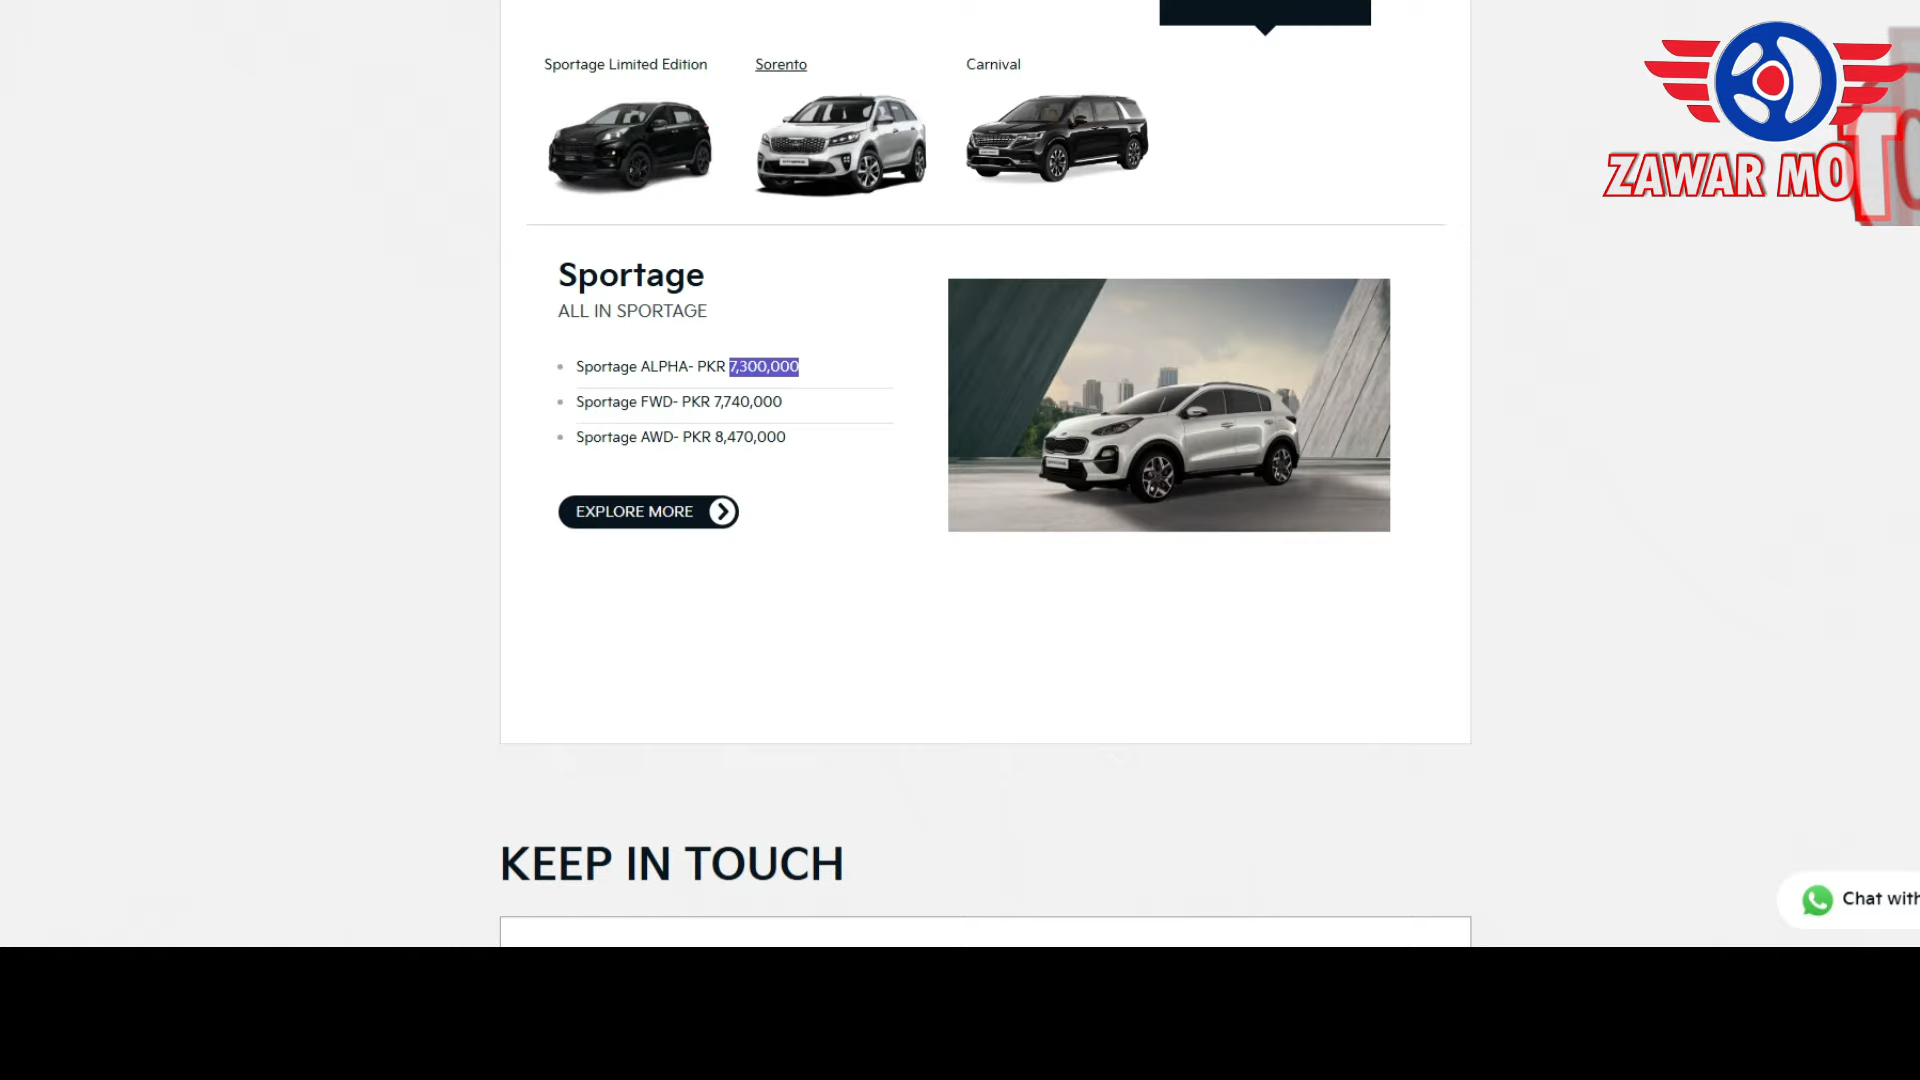 Sportage Limited Edition
Sorento
Carnival
ZAWAR MOTO
Sportage
ALL IN SPORTAGE
Sportage ALPHA- PKR 7,300,000
Sportage FWD- PKR 7,740,000
Sportage AWD- PKR 8,470,000
EXPLORE MORE
KEEP IN TOUCH
Chat with